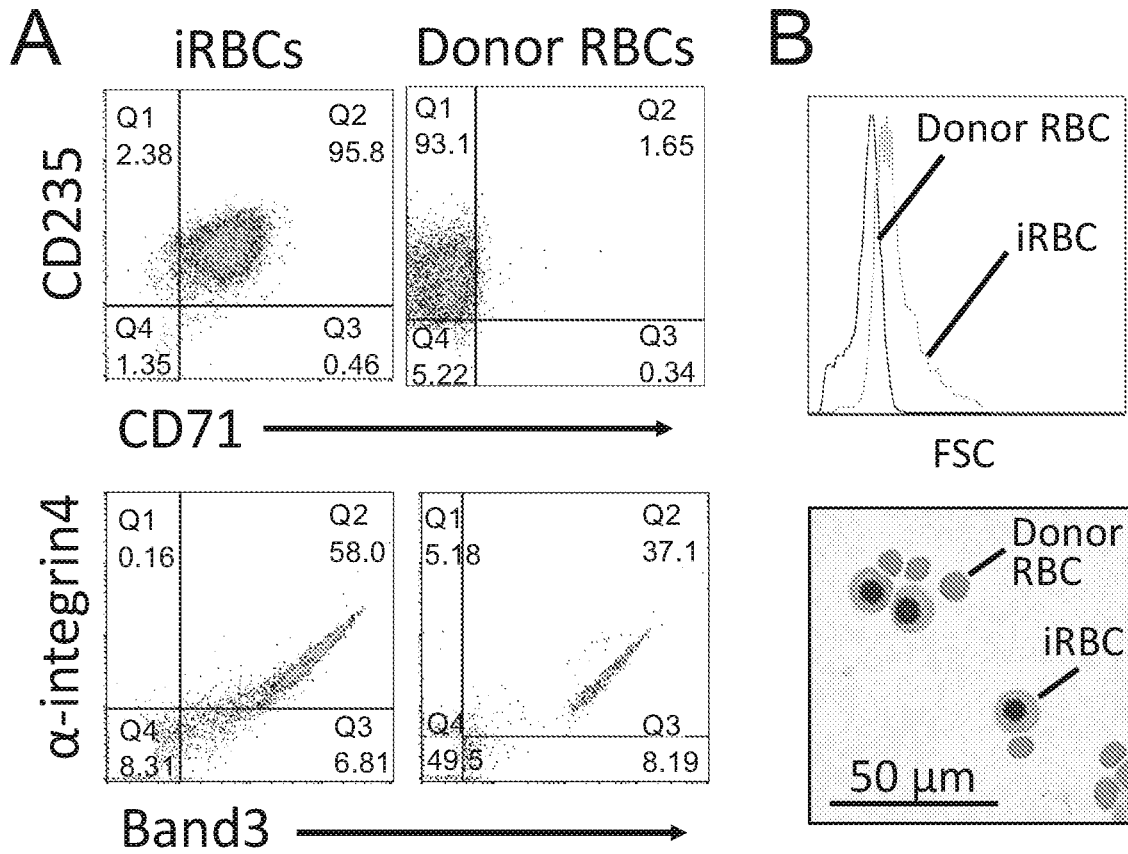 A
iRBCs
Donor RBCs
B
CD235
Q1
2.38
Q2
95.8
Q4
1.35
Q3
0.46
Q1
93.1
Q2
1.65
Q4
5.22
Q3
0.34
CD71
α-integrin4
Q1
0.16
Q2
58.0
Q4
8.31
Q3
6.81
Q1
5.18
Q2
37.1
Q4
49.5
Q3
8.19
Band3
Donor RBC
iRBC
FSC
Donor
RBC
iRBC
50 μm